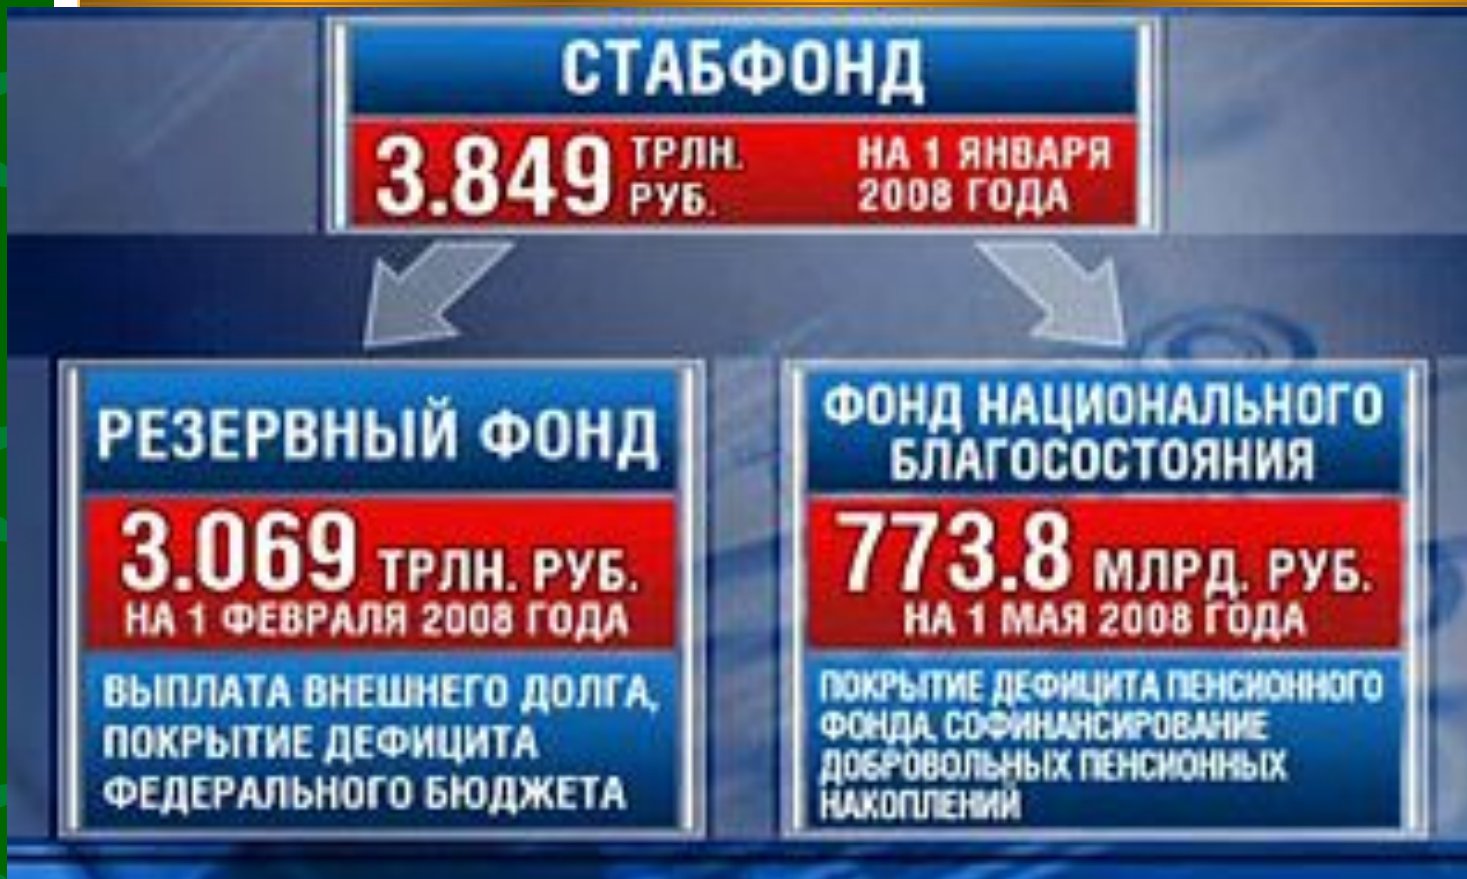 СТАБФОНД
3.849 ТРЛН. РУБ. НА 1 ЯНВАРЯ 2008 ГОДА
РЕЗЕРВНЫЙ ФОНД
3.069 ТРЛН. РУБ.
НА 1 ФЕВРАЛЯ 2008 ГОДА
ВЫПЛАТА ВНЕШНЕГО ДОЛГА,
ПОКРЫТИЕ ДЕФИЦИТА
ФЕДЕРАЛЬНОГО БЮДЖЕТА
ФОНД НАЦИОНАЛЬНОГО
БЛАГОСОСТОЯНИЯ
773.8 МЛРД. РУБ.
НА 1 МАЯ 2008 ГОДА
ПОКРЫТИЕ ДЕФИЦИТА ПЕНСИОННОГО
ФОНДА, СОФИНАНСИРОВАНИЕ
ДОБРОВОЛЬНЫХ ПЕНСИОННЫХ
НАКОПЛЕНИЙ